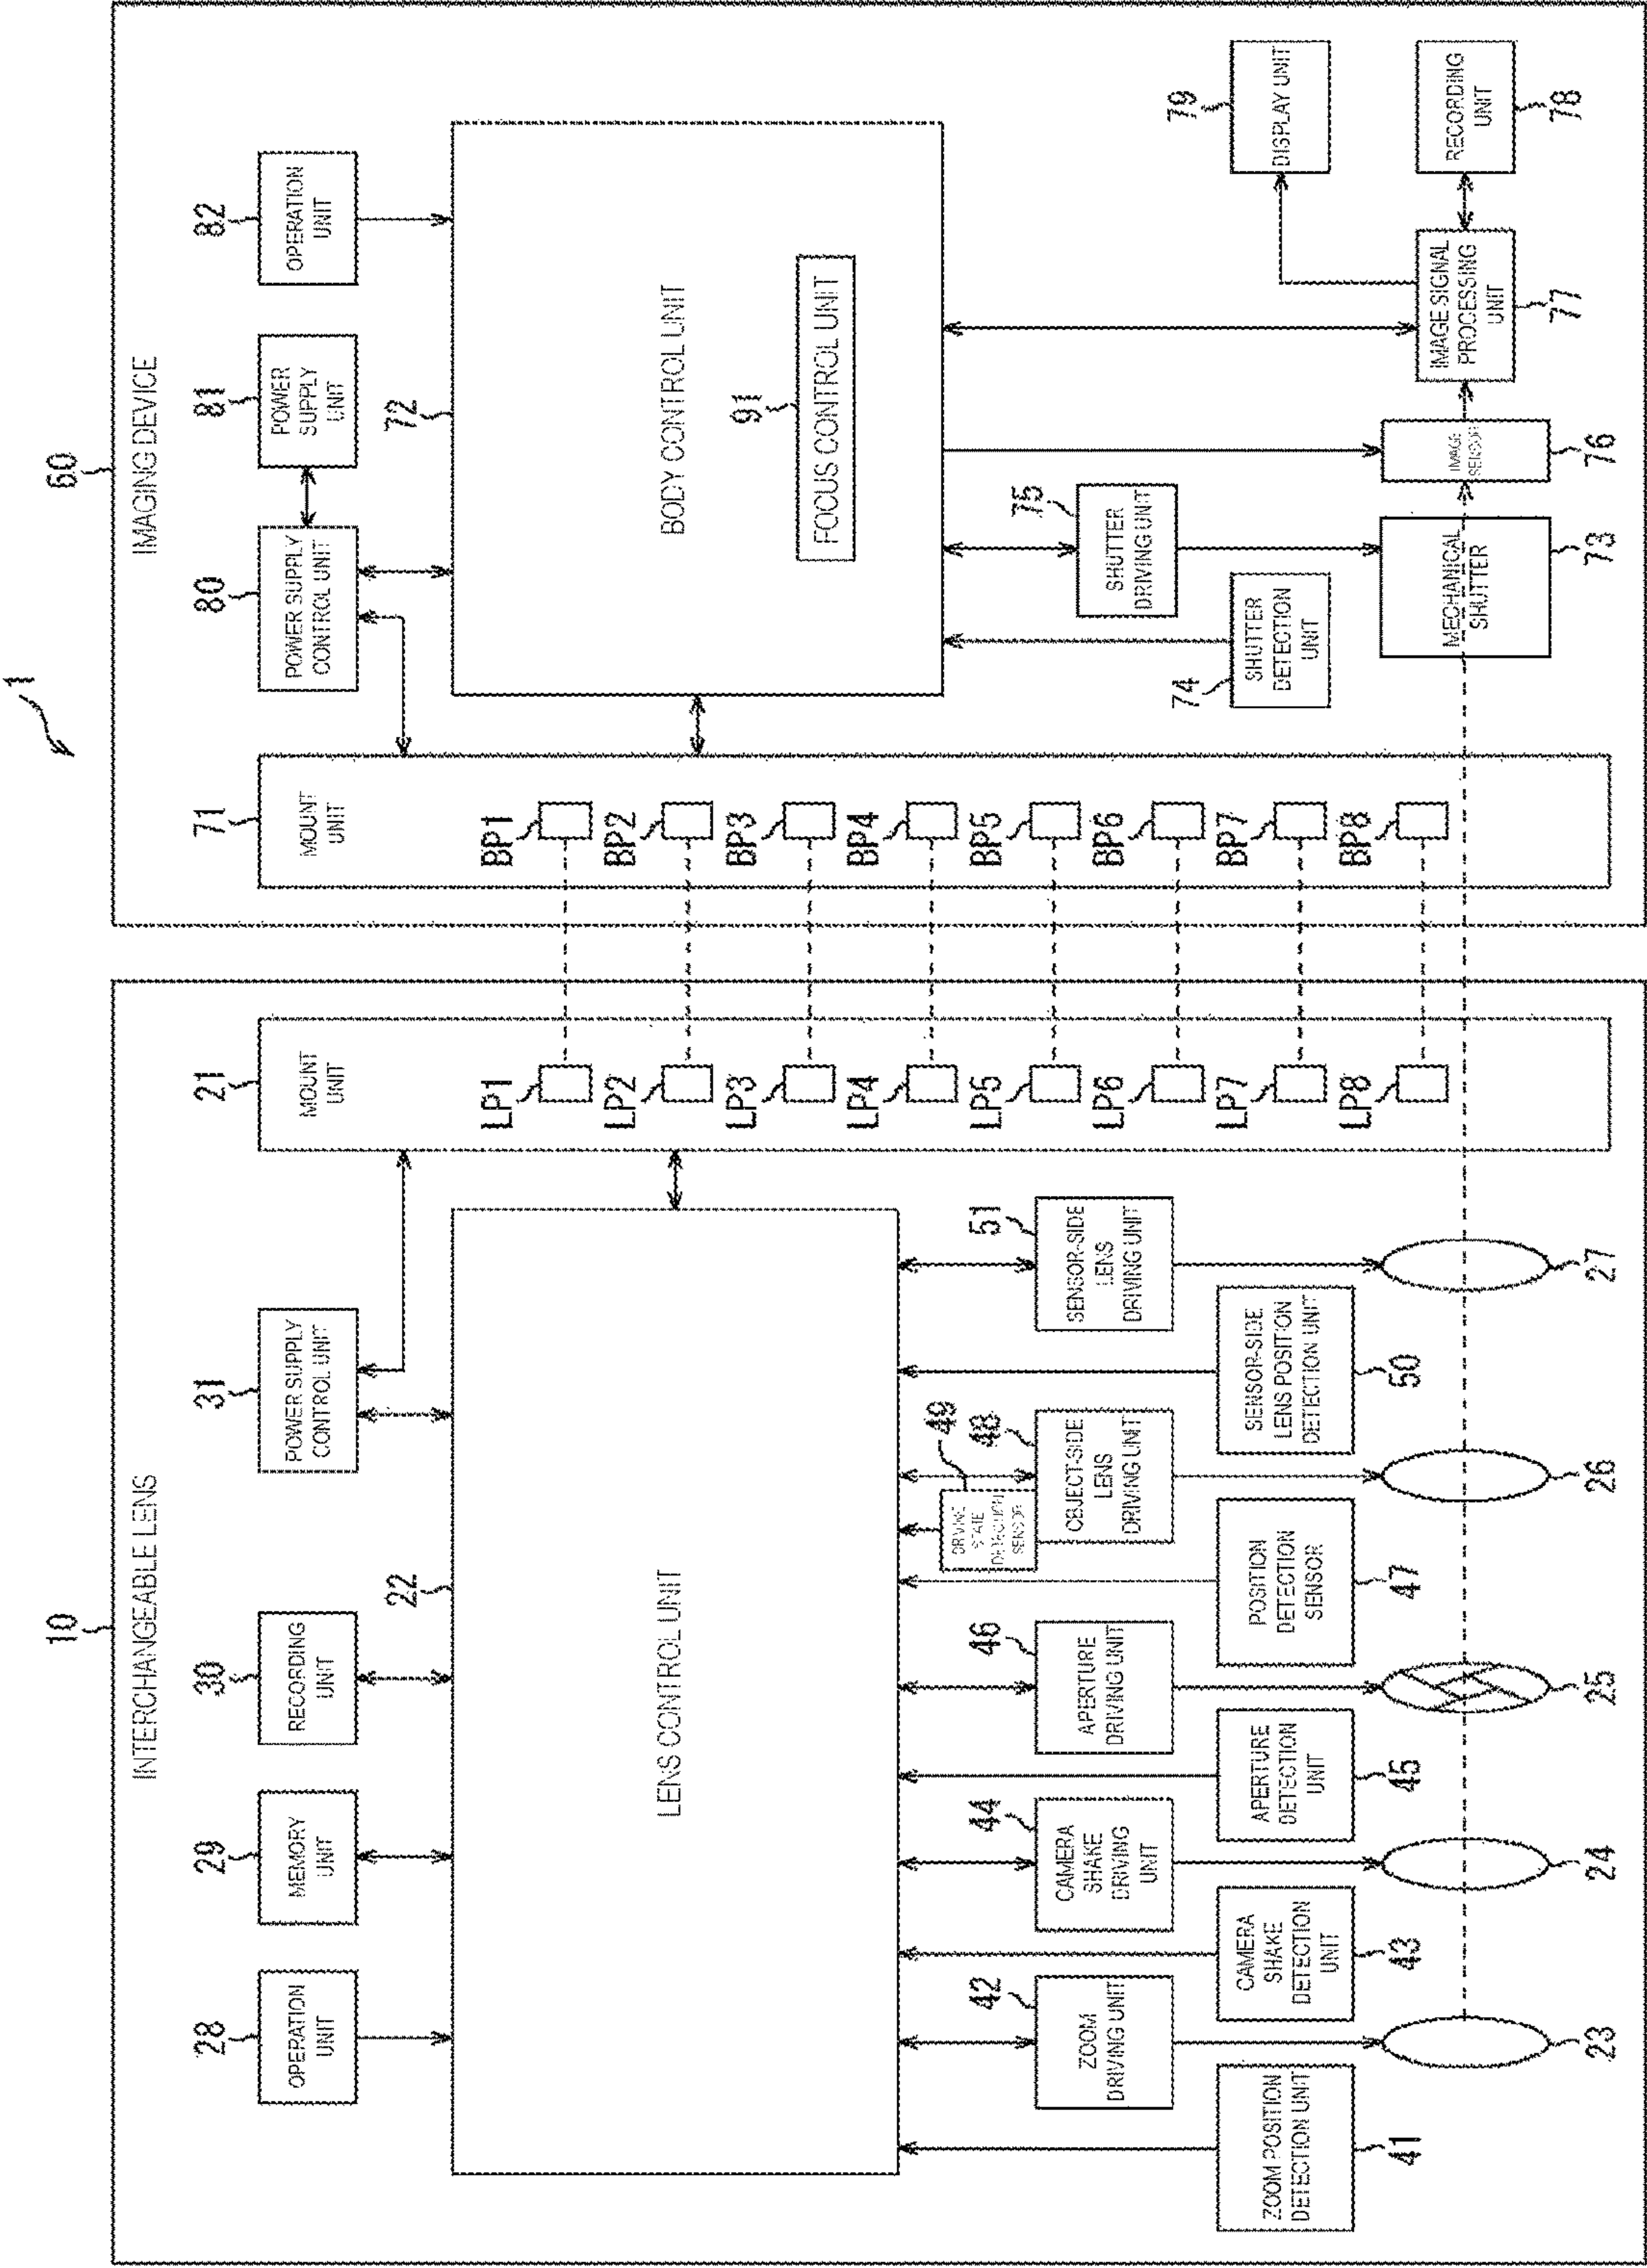 1
10
INTERCHANGEABLE LENS
28
OPERATION
UNIT
29
MEMORY
UNIT
30
RECORDING
UNIT
31
POWER SUPPLY
CONTROL UNIT
21
MOUNT
UNIT
22
LENS CONTROL UNIT
LP1
LP2
LP3
LP4
LP5
LP6
LP7
LP8
41
ZOOM POSITION
DETECTION UNIT
42
ZOOM
DRIVING UNIT
43
CAMERA
SHAKE
DETECTION
UNIT
44
CAMERA
SHAKE
DRIVING
UNIT
45
APERTURE
DETECTION
UNIT
46
APERTURE
DRIVING UNIT
47
POSITION
DETECTION
SENSOR
49
DRIVING
STATE
DETECTION
SENSOR
48
OBJECT-SIDE
LENS
DRIVING UNIT
50
SENSOR-SIDE
LENS POSITION
DETECTION UNIT
51
SENSOR-SIDE
LENS
DRIVING UNIT
23
24
25
26
27
60
IMAGING DEVICE
71
MOUNT
UNIT
80
POWER SUPPLY
CONTROL UNIT
81
POWER
SUPPLY
UNIT
82
OPERATION
UNIT
72
BODY CONTROL UNIT
91
FOCUS CONTROL UNIT
BP1
BP2
BP3
BP4
BP5
BP6
BP7
BP8
74
SHUTTER
DETECTION
UNIT
75
SHUTTER
DRIVING UNIT
73
MECHANICAL
SHUTTER
76
IMAGE
SENSOR
77
IMAGE SIGNAL
PROCESSING
UNIT
79
DISPLAY UNIT
78
RECORDING
UNIT